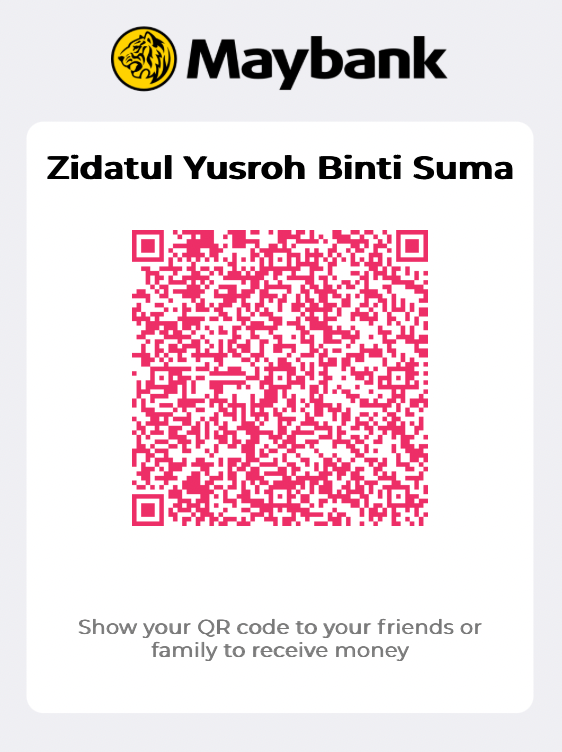 Maybank
Zidatul Yusroh Binti Suma
Show your QR code to your friends or
family to receive money